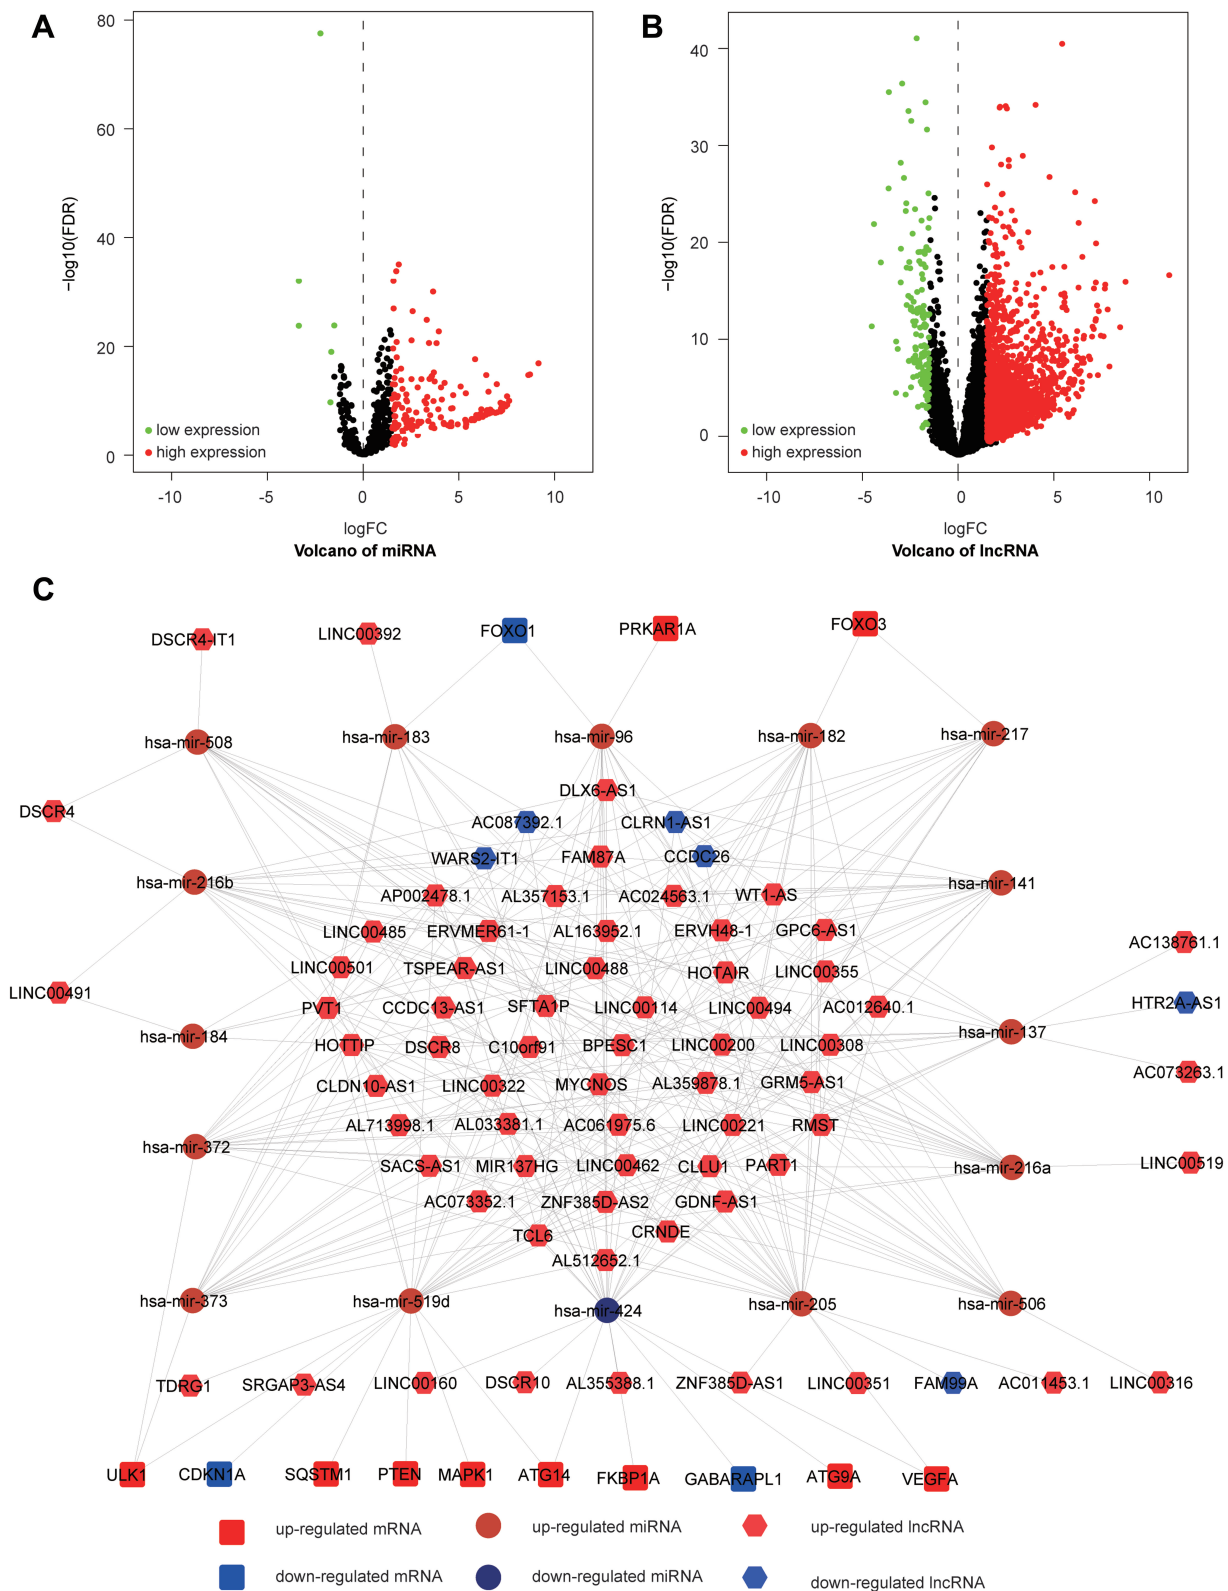 A
B
80
60
40
20
0
−log10(FDR)
low expression
high expression
-10
-5
0
5
10
logFC
Volcano of miRNA
40
30
20
10
0
−log10(FDR)
low expression
high expression
-10
-5
0
5
10
logFC
Volcano of lncRNA
C
DSCR4-IT1
LINC00392
FOXO1
PRKAR1A
FOXO3
hsa-mir-508
hsa-mir-183
hsa-mir-96
hsa-mir-182
hsa-mir-217
DLX6-AS1
DSCR4
AC087392.1
CLRN1-AS1
WARS2-IT1
FAM87A
CCDC26
hsa-mir-216b
hsa-mir-141
AP002478.1
AL357153.1
AC024563.1
WT1-AS
LINC00485
ERVMER61-1
AL163952.1
ERVH48-1
GPC6-AS1
AC138761.1
LINC00501
TSPEAR-AS1
LINC00488
HOTAIR
LINC00355
LINC00491
PVT1
CCDC13-AS1
SFTA1P
LINC00114
LINC00494
AC012640.1
HTR2A-AS1
hsa-mir-184
hsa-mir-137
HOTTIP
DSCR8
C10orf91
BPESC1
LINC00200
LINC00308
AC073263.1
CLDN10-AS1
LINC00322
MYCNOS
AL359878.1
GRM5-AS1
AL713998.1
AL033381.1
AC061975.6
LINC00221
RMST
hsa-mir-372
hsa-mir-216a
LINC00519
SACS-AS1
MIR137HG
LINC00462
CLLU1
PART1
AC073352.1
ZNF385D-AS2
GDNF-AS1
TCL6
CRNDE
AL512652.1
hsa-mir-373
hsa-mir-519d
hsa-mir-424
hsa-mir-205
hsa-mir-506
TDRG1
SRGAP3-AS4
LINC00160
DSCR10
AL355388.1
ZNF385D-AS1
LINC00351
FAM99A
AC011453.1
LINC00316
ULK1
CDKN1A
SQSTM1
PTEN
MAPK1
ATG14
FKBP1A
GABARAPL1
ATG9A
VEGFA
up-regulated mRNA
up-regulated miRNA
up-regulated lncRNA
down-regulated mRNA
down-regulated miRNA
down-regulated lncRNA